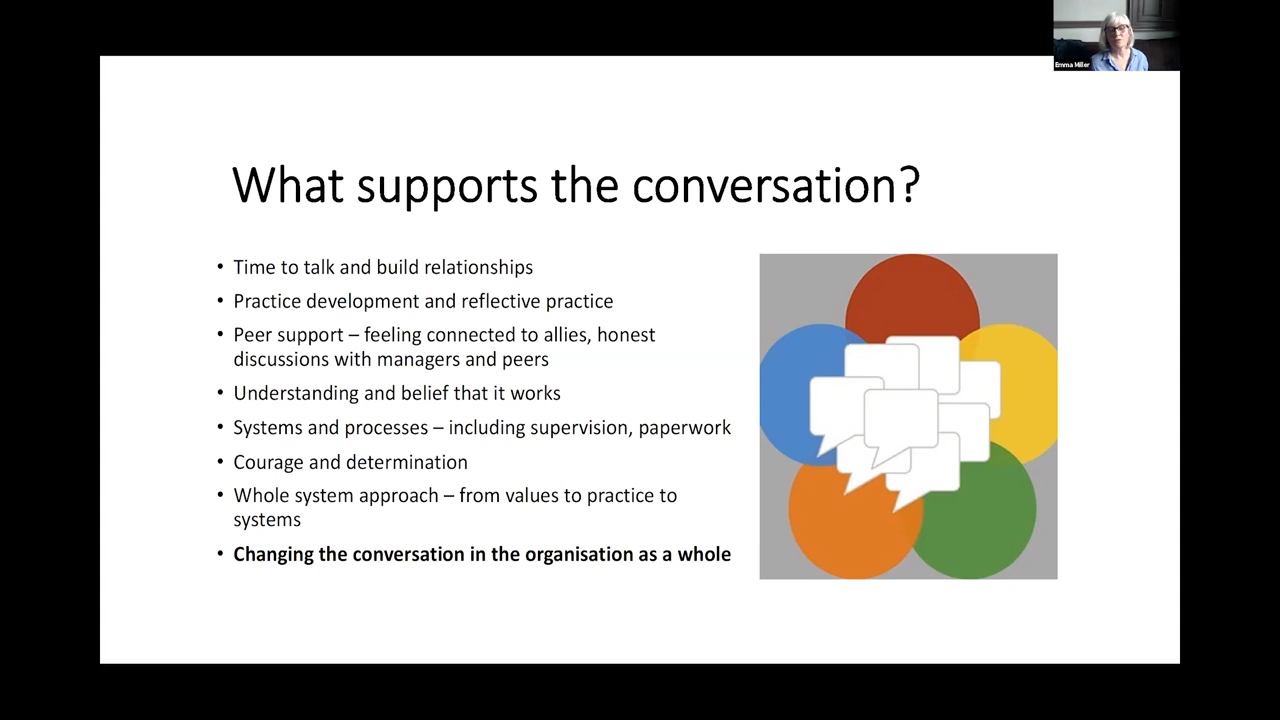 Emma Miller
What supports the conversation?
• Time to talk and build relationships
• Practice development and reflective practice
• Peer support – feeling connected to allies, honest
discussions with managers and peers
• Understanding and belief that it works
• Systems and processes – including supervision, paperwork
• Courage and determination
• Whole system approach – from values to practice to
systems
• Changing the conversation in the organisation as a whole